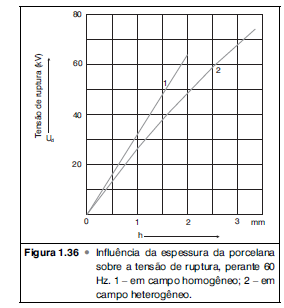 80
60
40
20
Tensão de ruptura (kV)
1
2
0
1
2
3
mm
h
Figura 1.36 • Influência da espessura da porcelana
sobre a tensão de ruptura, perante 60
Hz. 1 – em campo homogêneo; 2 – em
campo heterogêneo.